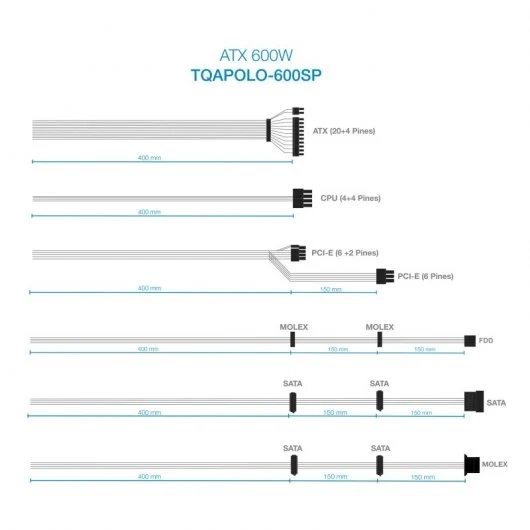 ATX 600W
TQAPOLO-600SP
ATX (20+4 Pines)
400 mm
CPU (4+4 Pines)
400 mm
PCI-E (6 +2 Pines)
PCI-E (6 Pines)
400 mm
150 mm
MOLEX
MOLEX
FDD
400 mm
150 mm
150 mm
SATA
SATA
SATA
400 mm
150 mm
150 mm
SATA
SATA
MOLEX
400 mm
150 mm
150 mm